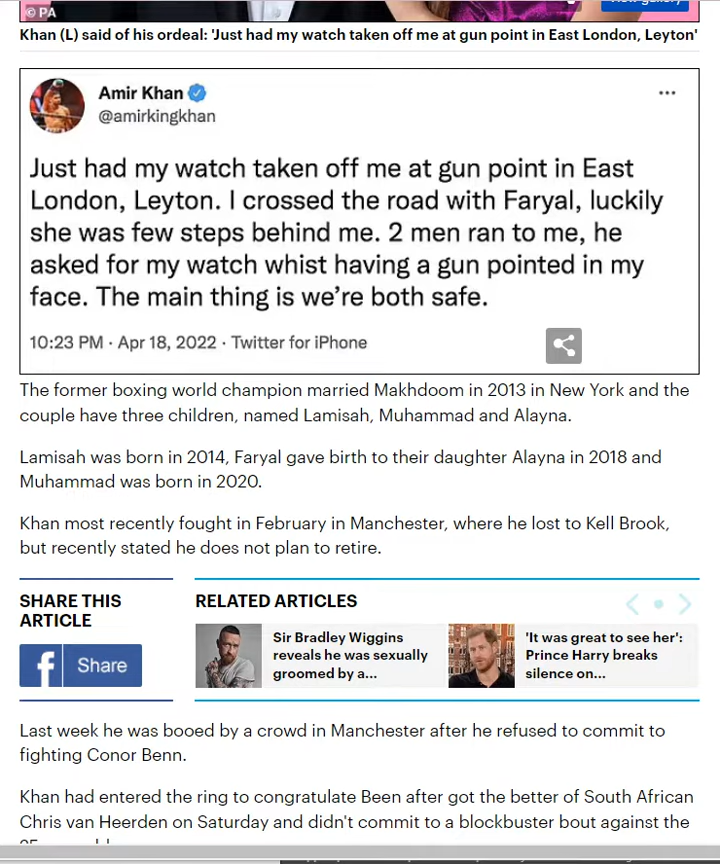 © PA
Khan (L) said of his ordeal: 'Just had my watch taken off me at gun point in East London, Leyton'
Amir Khan
@amirkingkhan
Just had my watch taken off me at gun point in East
London, Leyton. I crossed the road with Faryal, luckily
she was few steps behind me. 2 men ran to me, he
asked for my watch whist having a gun pointed in my
face. The main thing is we're both safe.
10:23 PM · Apr 18, 2022 · Twitter for iPhone
The former boxing world champion married Makhdoom in 2013 in New York and the
couple have three children, named Lamisah, Muhammad and Alayna.
Lamisah was born in 2014, Faryal gave birth to their daughter Alayna in 2018 and
Muhammad was born in 2020.
Khan most recently fought in February in Manchester, where he lost to Kell Brook,
but recently stated he does not plan to retire.
SHARE THIS
ARTICLE
f Share
RELATED ARTICLES
Sir Bradley Wiggins
reveals he was sexually
groomed by a...
'It was great to see her':
Prince Harry breaks
silence on...
Last week he was booed by a crowd in Manchester after he refused to commit to
fighting Conor Benn.
Khan had entered the ring to congratulate Been after got the better of South African
Chris van Heerden on Saturday and didn't commit to a blockbuster bout against the